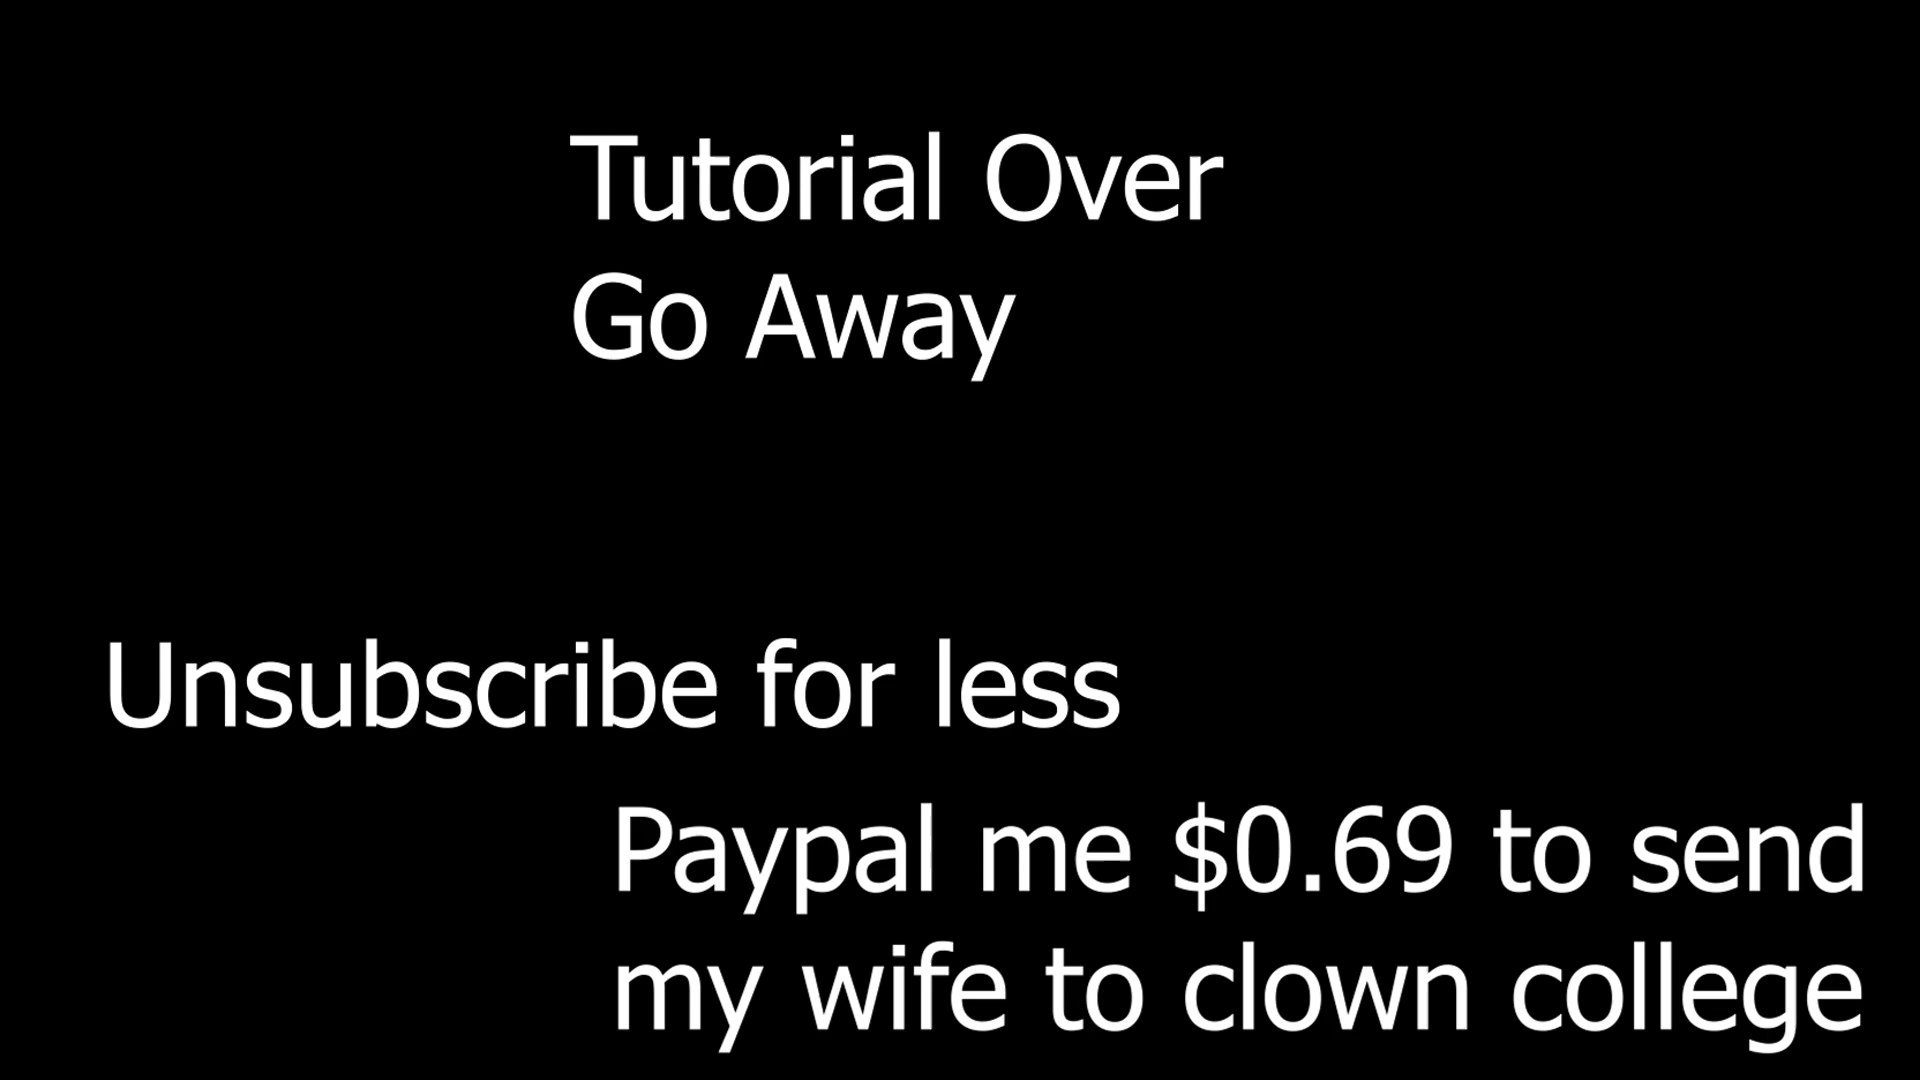 Tutorial Over
Go Away
Unsubscribe for less
Paypal me $0.69 to send
my wife to clown college